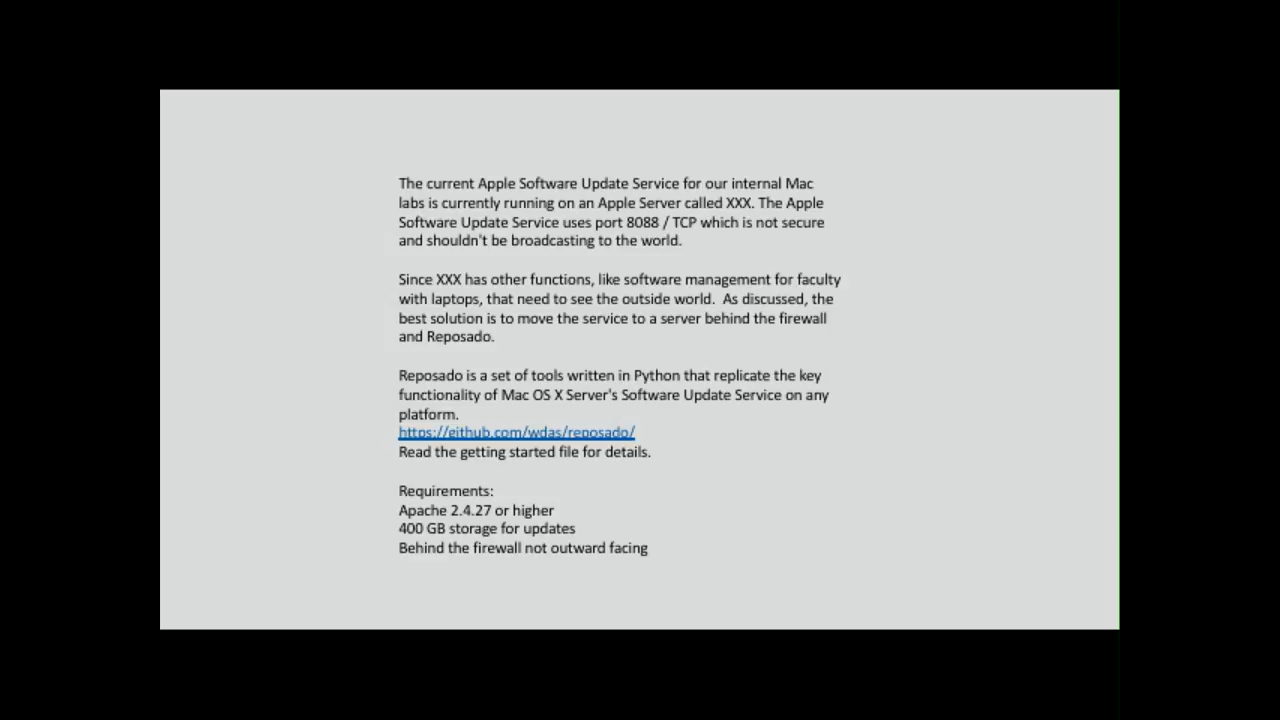 The current Apple Software Update Service for our internal Mac
labs is currently running on an Apple Server called XXX. The Apple
Software Update Service uses port 8088 / TCP which is not secure
and shouldn't be broadcasting to the world.
Since XXX has other functions, like software management for faculty
with laptops, that need to see the outside world.  As discussed, the
best solution is to move the service to a server behind the firewall
and Reposado.
Reposado is a set of tools written in Python that replicate the key
functionality of Mac OS X Server's Software Update Service on any
platform.
https://github.com/wdas/reposado/
Read the getting started file for details.
Requirements:
Apache 2.4.27 or higher
400 GB storage for updates
Behind the firewall not outward facing